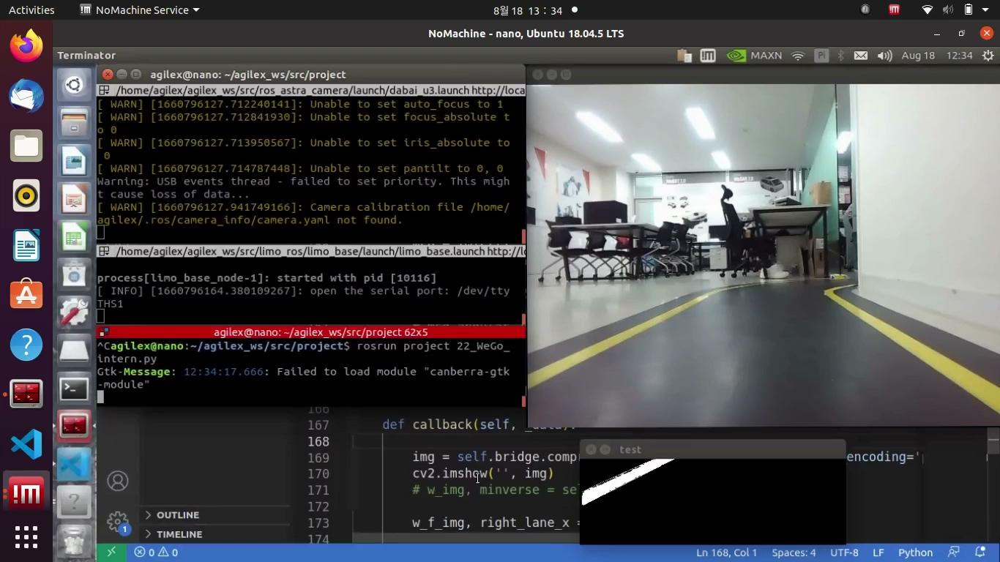 Activities
NoMachine Service
8월 18 13 : 34
NoMachine - nano, Ubuntu 18.04.5 LTS
Terminator
MAXN
Aug 18
12:34
agilex@nano: ~/agilex_ws/src/project
/home/agilex/agilex_ws/src/ros_astra_camera/launch/dabai_u3.launch http://loca
[ WARN] [1660796127.712240141]: Unable to set auto_focus to 1
[ WARN] [1660796127.712841930]: Unable to set focus_absolute t
o 0
[ WARN] [1660796127.713950567]: Unable to set iris_absolute to
0
[ WARN] [1660796127.714787448]: Unable to set pantilt to 0, 0
Warning: USB events thread - failed to set priority. This migh
t cause loss of data...
[ WARN] [1660796127.941749166]: Camera calibration file /home/
agilex/.ros/camera_info/camera.yaml not found.
/home/agilex/agilex_ws/src/limo_ros/limo_base/launch/limo_base.launch http://lo
process[limo_base_node-1]: started with pid [10116]
[ INFO] [1660796164.380109267]: open the serial port: /dev/tty
THS1
agilex@nano: ~/agilex_ws/src/project 62x5
^Cagilex@nano:~/agilex_ws/src/project$ rosrun project 22_WeGo_
intern.py
Gtk-Message: 12:34:17.666: Failed to load module "canberra-gtk
-module"
166
167 def callback(self, _data):
168
169 img = self.bridge.comp encoding='
170 cv2.imshow('', img)
171 # w_img, minverse = se
172
173 w_f_img, right_lane_x =
174
test
OUTLINE
TIMELINE
1
0 0
Ln 168, Col 1
Spaces: 4
UTF-8
LF
Python